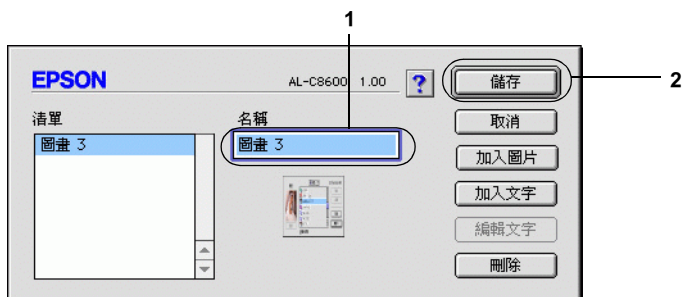 1
EPSON
AL-C8600 1.00
?
儲存
2
清單
名稱
取消
圖畫 3
圖畫 3
加入圖片
加入文字
編輯文字
刪除